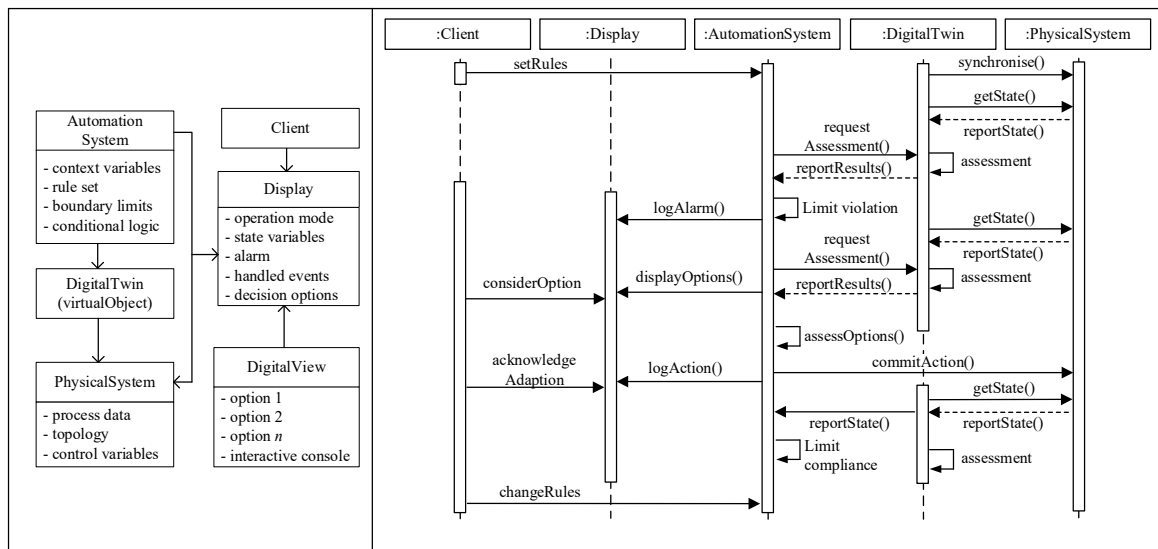 Automation
System
- context variables
- rule set
- boundary limits
- conditional logic
Client
Display
- operation mode
- state variables
- alarm
- handled events
- decision options
DigitalTwin
(virtualObject)
PhysicalSystem
- process data
- topology
- control variables
DigitalView
- option 1
- option 2
- option n
- interactive console
:Client
:Display
:AutomationSystem
:DigitalTwin
:PhysicalSystem
setRules
synchronise()
getState()
reportState()
request
Assessment()
assessment
reportResults()
Limit violation
logAlarm()
getState()
reportState()
request
Assessment()
assessment
displayOptions()
considerOption
reportResults()
assessOptions()
commitAction()
acknowledge
Adaption
logAction()
getState()
reportState()
reportState()
Limit
compliance
assessment
changeRules